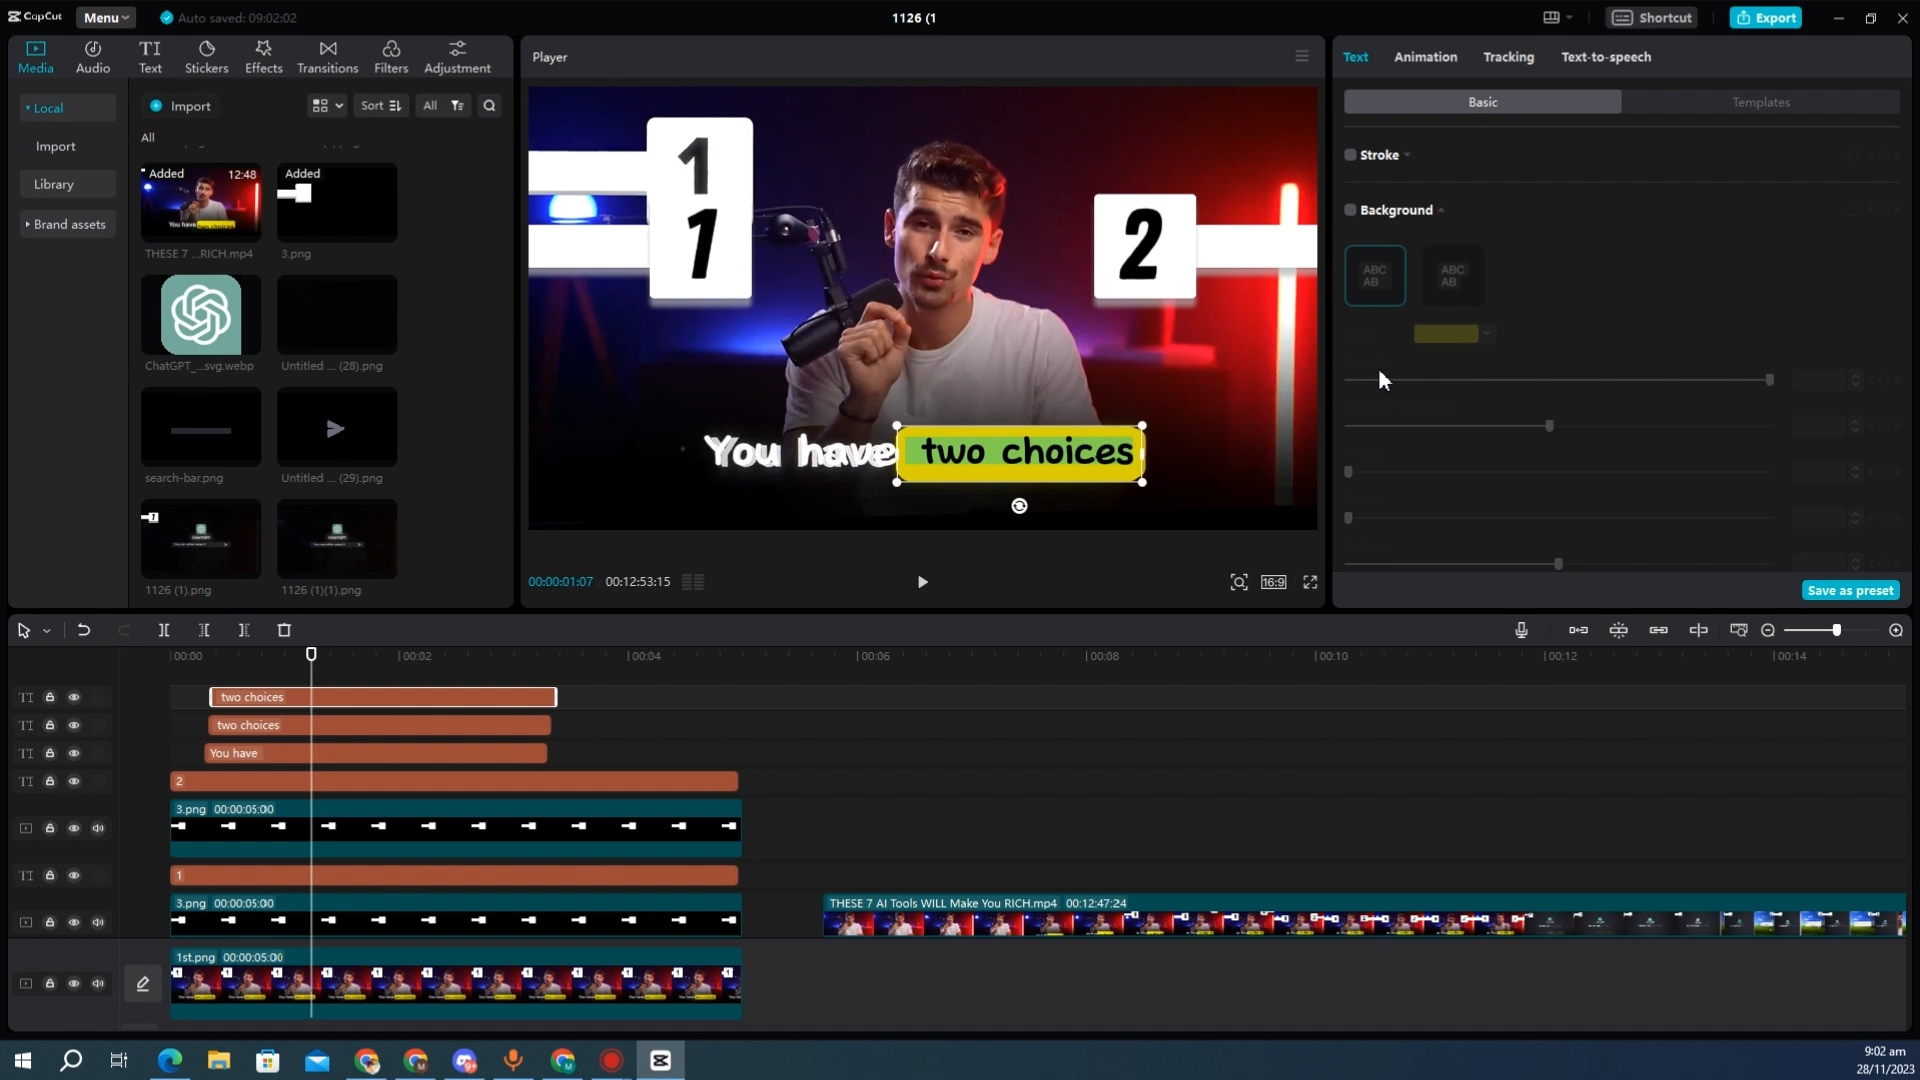 CapCut
Menu
Auto saved: 09:02:02
1126 (1
Shortcut
Export
Media
Audio
Text
Stickers
Effects
Transitions
Filters
Adjustment
Player
Text
Animation
Tracking
Text-to-speech
Local
Import
Library
Brand assets
Import
Sort
All
All
Added
12:48
Added
You have two choices
THESE 7 ...RICH.mp4
3.png
ChatGPT_...svg.webp
Untitled ... (28).png
search-bar.png
Untitled ... (29).png
1126 (1).png
1126 (1)(1).png
1
1
2
You have two choices
00:00:01:07
00:12:53:15
16:9
Basic
Templates
Stroke
Background
ABC
AB
ABC
AB
Save as preset
00:00
00:02
00:04
00:06
00:08
00:10
00:12
00:14
two choices
two choices
You have
2
3.png 00:00:05:00
1
3.png 00:00:05:00
THESE 7 AI Tools WILL Make You RICH.mp4 00:12:47:24
1st.png 00:00:05:00
9:02 am
28/11/2023